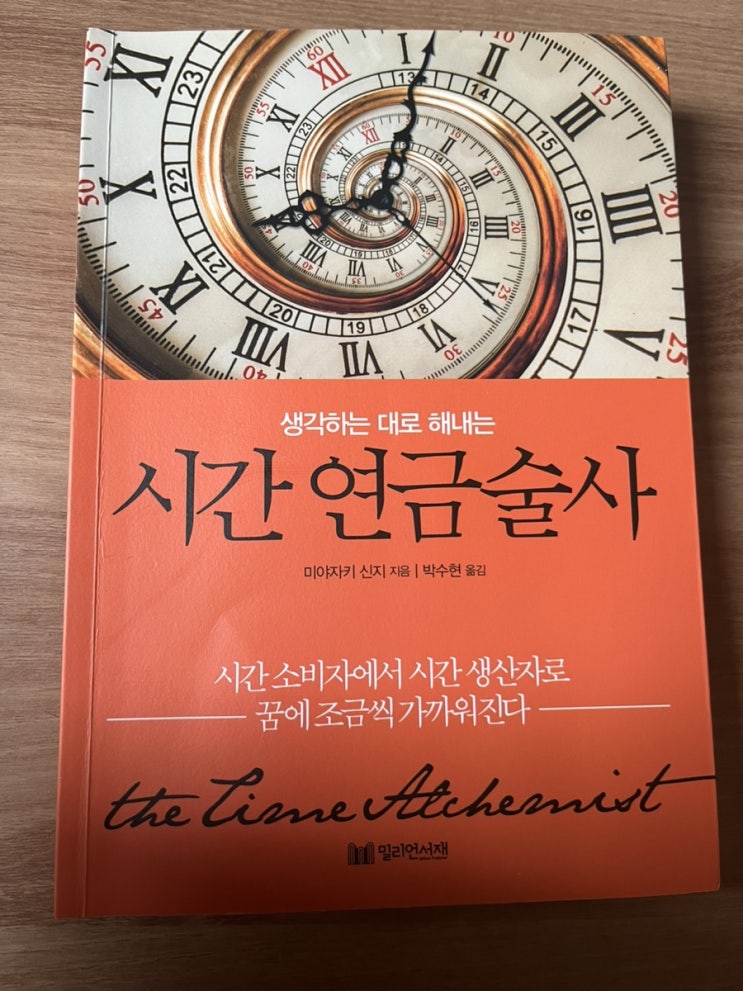 생각하는 대로 해내는
시간 연금술사
미야자키 신지 지음 | 박수현 옮김
시간 소비자에서 시간 생산자로
꿈에 조금씩 가까워진다
the Time Alchemist
밀리언서재